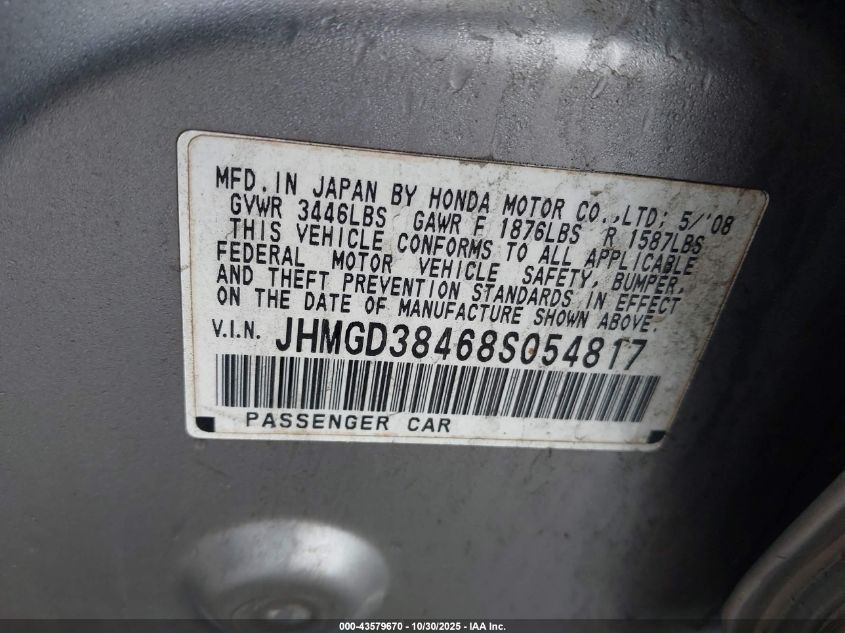 MFD. IN JAPAN BY HONDA MOTOR CO.,LTD; 5/'08
GVWR 3446LBS GAWR F 1876LBS R 1587LBS
THIS VEHICLE CONFORMS TO ALL APPLICABLE
FEDERAL MOTOR VEHICLE SAFETY, BUMPER,
AND THEFT PREVENTION STANDARDS IN EFFECT
ON THE DATE OF MANUFACTURE SHOWN ABOVE.
V.I.N. JHMGD38468S054817
PASSENGER CAR
000-43579670 - 10/30/2025 - IAA Inc.